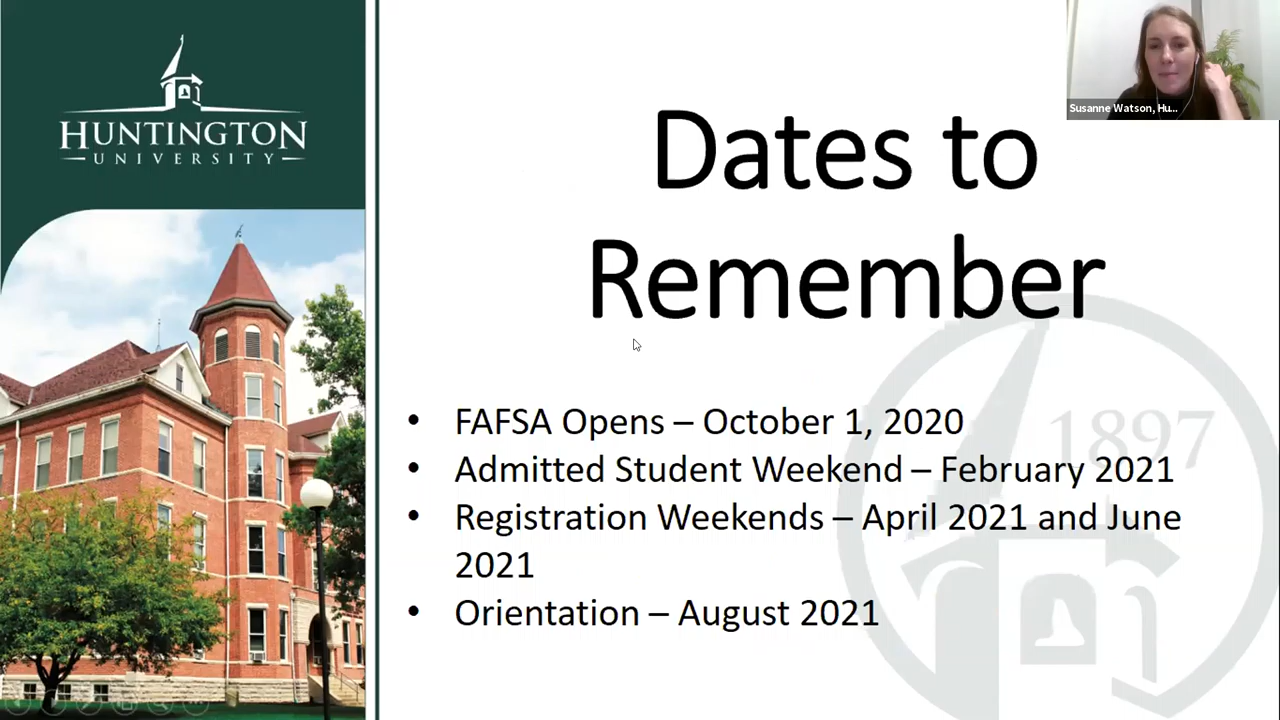 HUNTINGTON
UNIVERSITY
Susanne Watson, Hu...
Dates to
Remember
1897
• FAFSA Opens – October 1, 2020
• Admitted Student Weekend – February 2021
• Registration Weekends – April 2021 and June
2021
• Orientation – August 2021